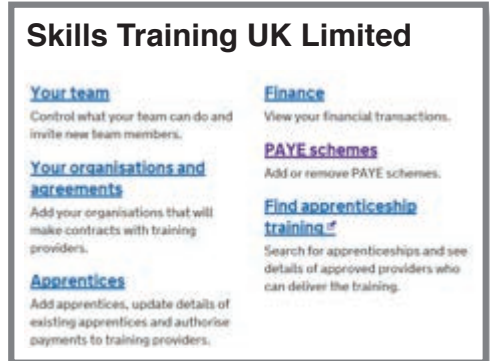 Skills Training UK Limited
Your team
Control what your team can do and
invite new team members.
Your organisations and
agreements
Add your organisations that will
make contracts with training
providers.
Apprentices
Add apprentices, update details of
existing apprentices and authorise
payments to training providers.
Finance
View your financial transactions.
PAYE schemes
Add or remove PAYE schemes.
Find apprenticeship
training
Search for apprenticeships and see
details of approved providers who
can deliver the training.